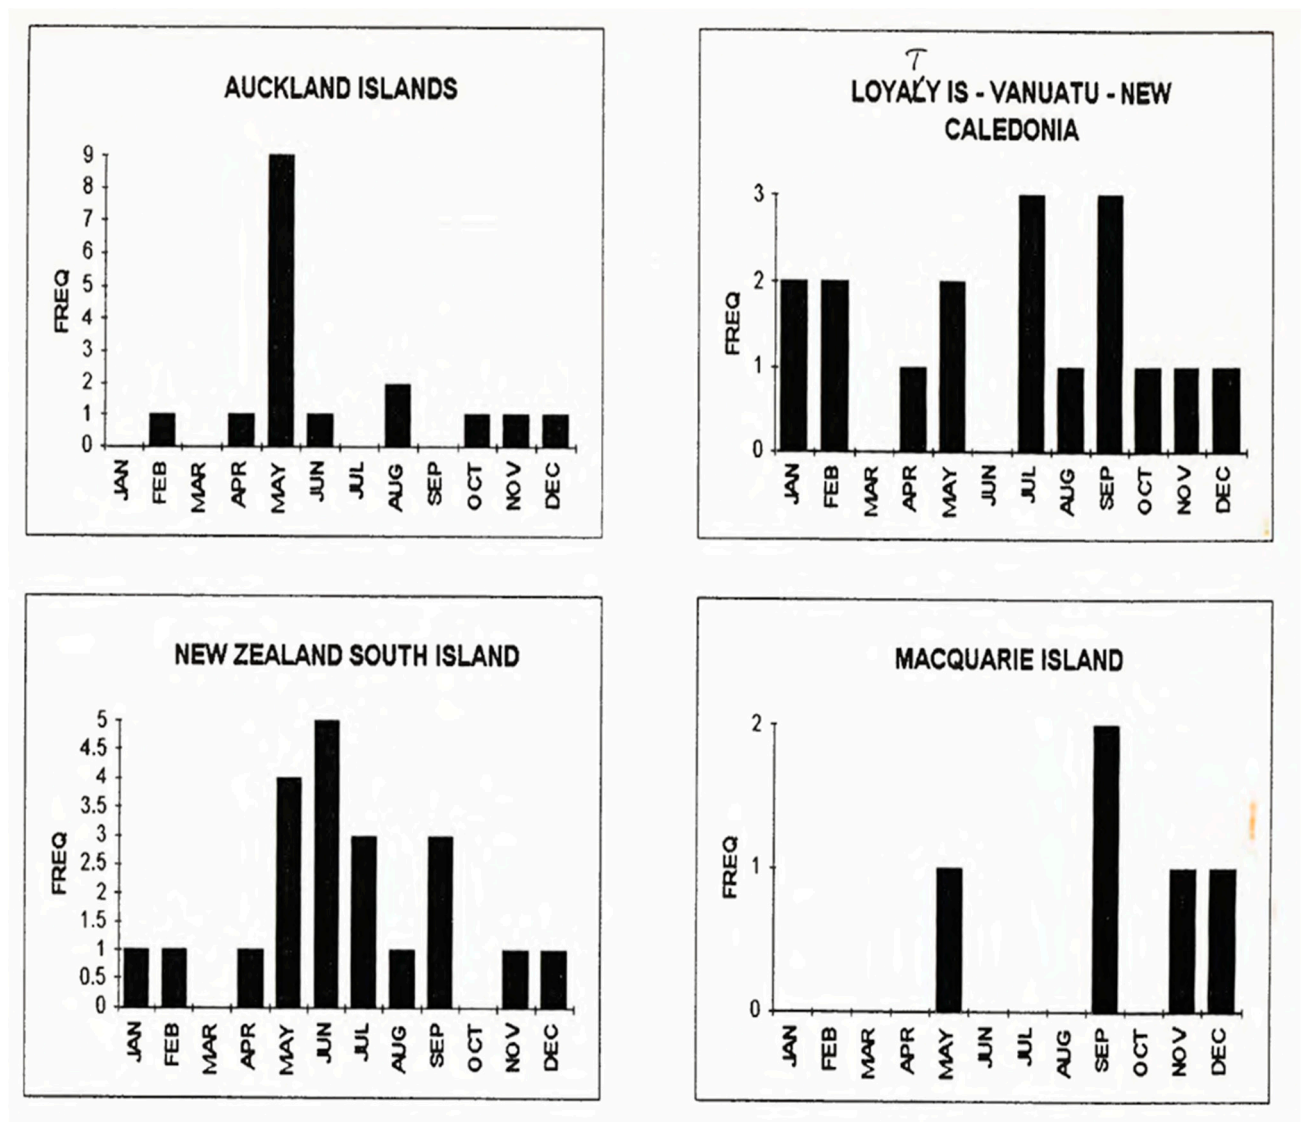 AUCKLAND ISLANDS
9
8
7
6
5
4
3
2
1
0
FREQ
JAN FEB MAR APR MAY JUN JUL AUG SEP OCT NOV DEC
T
LOYALY IS - VANUATU - NEW
CALEDONIA
3
2
1
0
FREQ
JAN FEB MAR APR MAY JUN JUL AUG SEP OCT NOV DEC
NEW ZEALAND SOUTH ISLAND
5
4.5
4
3.5
3
2.5
2
1.5
1
0.5
0
FREQ
JAN FEB MAR APR MAY JUN JUL AUG SEP OCT NOV DEC
MACQUARIE ISLAND
2
1
0
FREQ
JAN FEB MAR APR MAY JUN JUL AUG SEP OCT NOV DEC